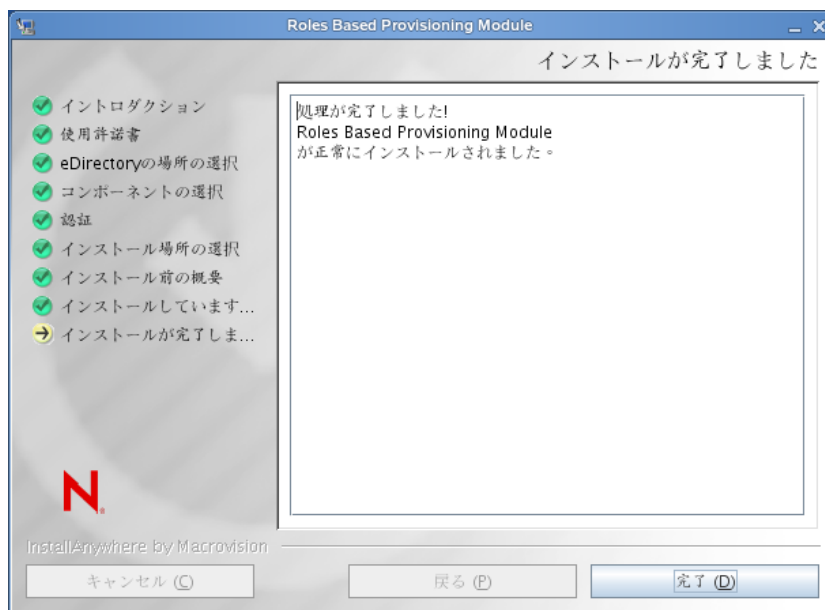 Roles Based Provisioning Module
インストールが完了しました
イントロダクション
使用許諾書
eDirectoryの場所の選択
コンポーネントの選択
認証
インストール場所の選択
インストール前の概要
インストールしています...
インストールが完了しま...
処理が完了しました!
Roles Based Provisioning Module
が正常にインストールされました。
N
InstallAnywhere by Macrovision
キャンセル (C)
戻る (P)
完了 (D)